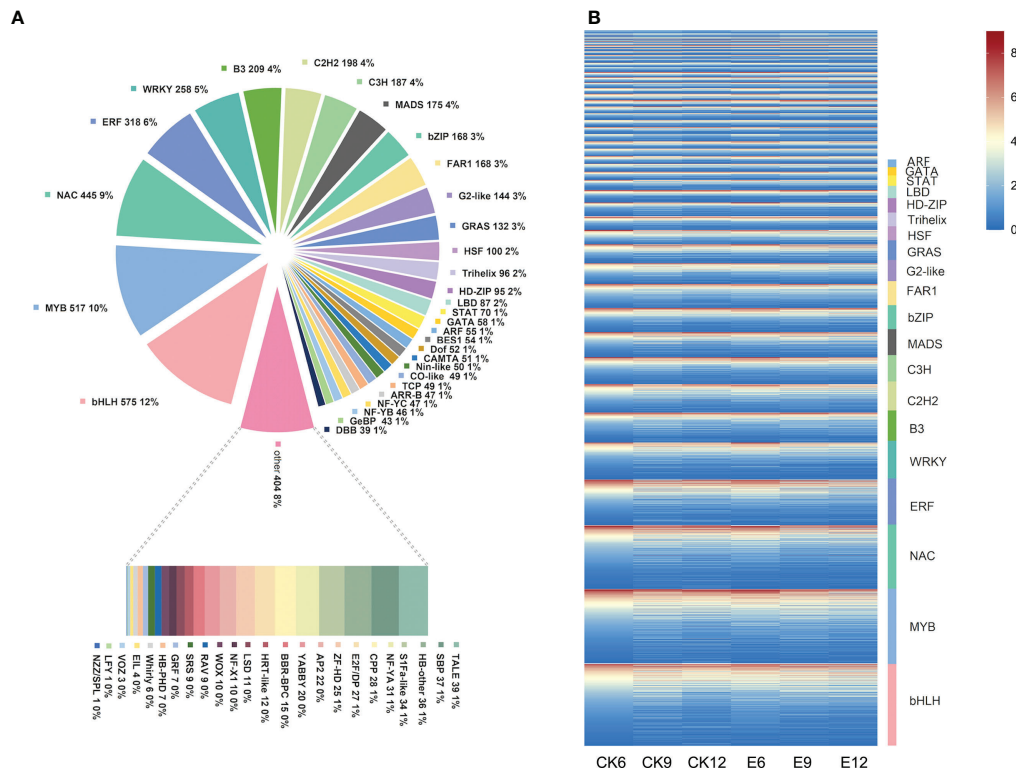 A
B3 209 4%
C2H2 198 4%
WRKY 258 5%
C3H 187 4%
ERF 318 6%
MADS 175 4%
bZIP 168 3%
FAR1 168 3%
NAC 445 9%
G2-like 144 3%
GRAS 132 3%
HSF 100 2%
Trihelix 96 2%
HD-ZIP 95 2%
MYB 517 10%
LBD 87 2%
STAT 70 1%
GATA 58 1%
ARF 55 1%
BES1 54 1%
Dof 52 1%
CAMTA 51 1%
Nin-like 50 1%
CO-like 49 1%
TCP 49 1%
ARR-B 47 1%
bHLH 575 12%
NF-YC 47 1%
NF-YB 46 1%
GeBP 43 1%
DBB 39 1%
other 404 8%
NZZ/SPL 1 0%
LFY 1 0%
VOZ 3 0%
EIL 4 0%
Whirly 6 0%
HB-PHD 7 0%
GRF 7 0%
SRS 9 0%
RAV 9 0%
WOX 10 0%
NF-X1 10 0%
LSD 11 0%
HRT-like 12 0%
BBR-BPC 15 0%
YABBY 20 0%
AP2 22 0%
ZF-HD 25 1%
E2F/DP 27 1%
CPP 28 1%
NF-YA 31 1%
S1Fa-like 34 1%
HB-other 36 1%
SBP 37 1%
TALE 39 1%
B
8
6
4
2
0
ARF
GATA
STAT
LBD
HD-ZIP
Trihelix
HSF
GRAS
G2-like
FAR1
bZIP
MADS
C3H
C2H2
B3
WRKY
ERF
NAC
MYB
bHLH
CK6 CK9 CK12 E6 E9 E12